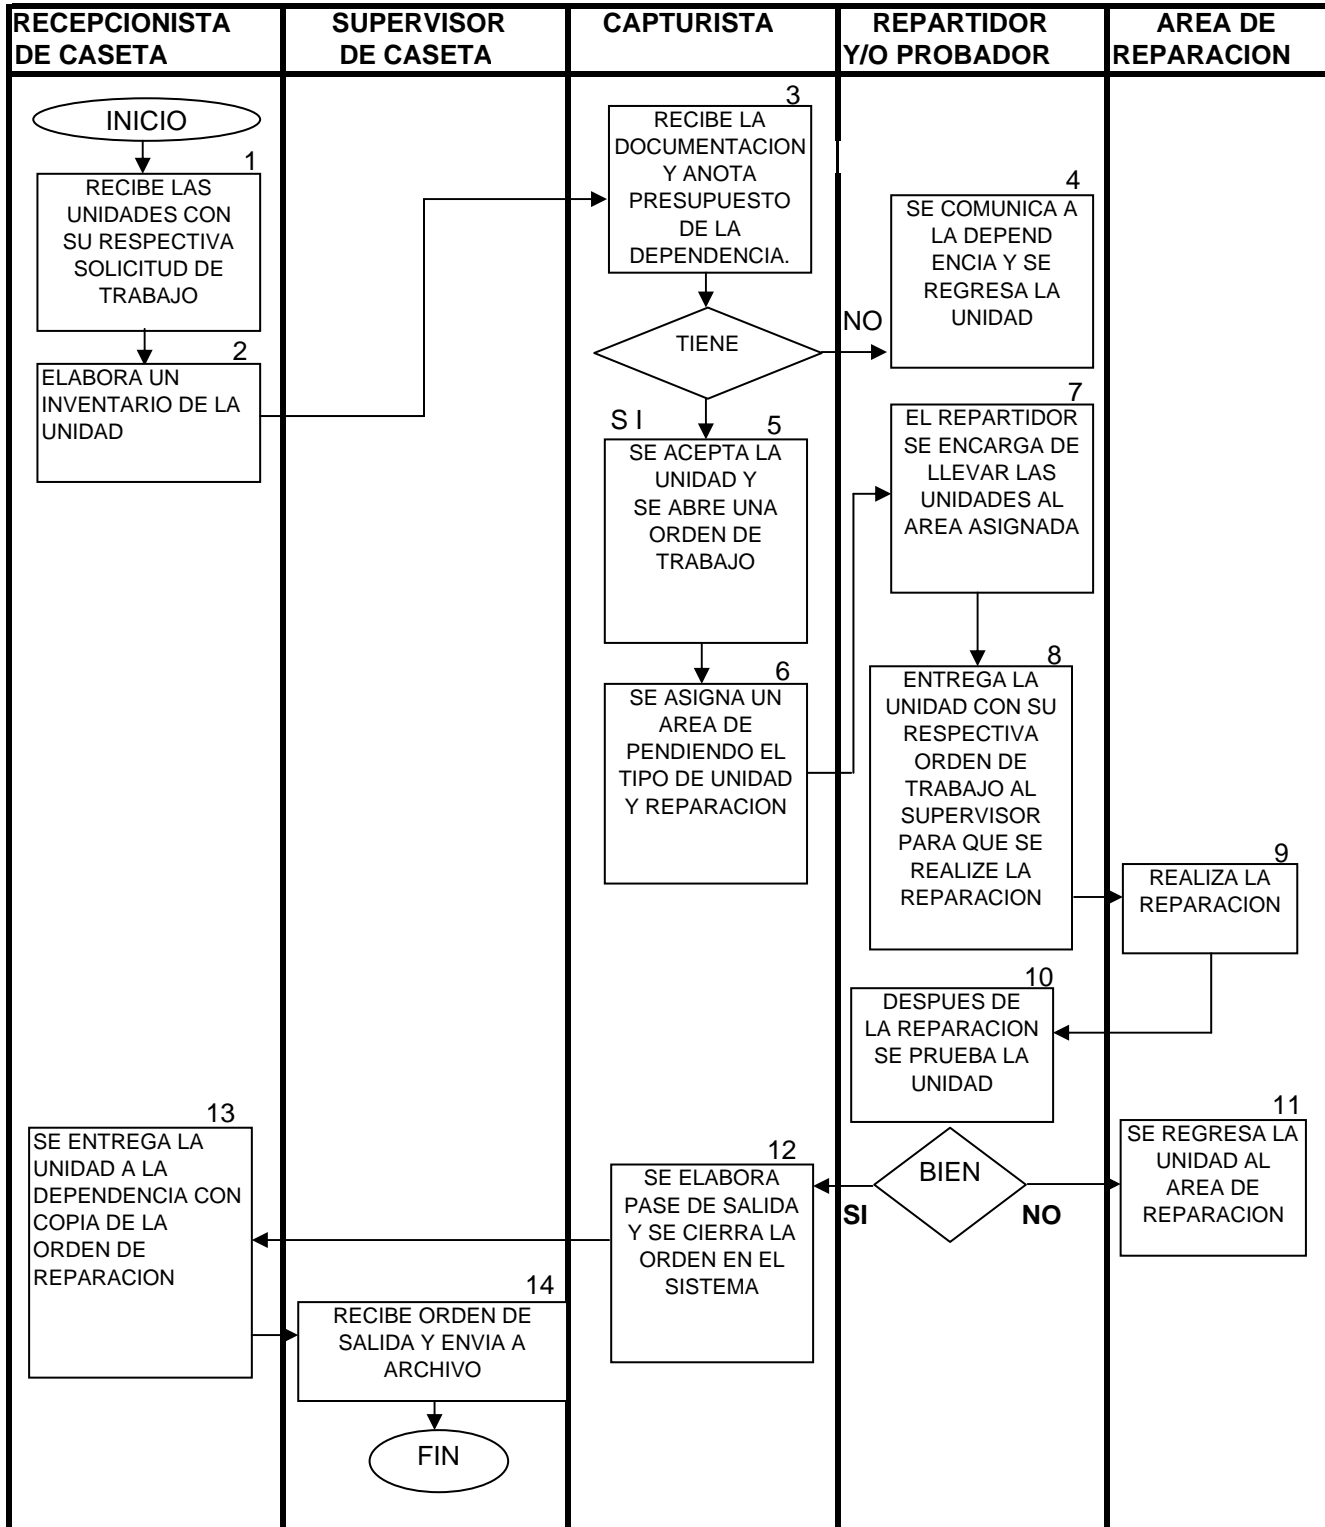 RECEPCIONISTA
DE CASETA
SUPERVISOR
DE CASETA
CAPTURISTA
REPARTIDOR
Y/O PROBADOR
AREA DE
REPARACION
INICIO
1
RECIBE LAS
UNIDADES CON
SU RESPECTIVA
SOLICITUD DE
TRABAJO
2
ELABORA UN
INVENTARIO DE LA
UNIDAD
3
RECIBE LA
DOCUMENTACION
Y ANOTA
PRESUPUESTO
DE LA
DEPENDENCIA.
TIENE
NO
4
SE COMUNICA A
LA DEPEND
ENCIA Y SE
REGRESA LA
UNIDAD
S I
5
SE ACEPTA LA
UNIDAD Y
SE ABRE UNA
ORDEN DE
TRABAJO
6
SE ASIGNA UN
AREA DE
PENDIENDO EL
TIPO DE UNIDAD
Y REPARACION
7
EL REPARTIDOR
SE ENCARGA DE
LLEVAR LAS
UNIDADES AL
AREA ASIGNADA
8
ENTREGA LA
UNIDAD CON SU
RESPECTIVA
ORDEN DE
TRABAJO AL
SUPERVISOR
PARA QUE SE
REALIZE LA
REPARACION
9
REALIZA LA
REPARACION
10
DESPUES DE
LA REPARACION
SE PRUEBA LA
UNIDAD
BIEN
SI
NO
11
SE REGRESA LA
UNIDAD AL
AREA DE
REPARACION
12
SE ELABORA
PASE DE SALIDA
Y SE CIERRA LA
ORDEN EN EL
SISTEMA
13
SE ENTREGA LA
UNIDAD A LA
DEPENDENCIA CON
COPIA DE LA
ORDEN DE
REPARACION
14
RECIBE ORDEN DE
SALIDA Y ENVIA A
ARCHIVO
FIN